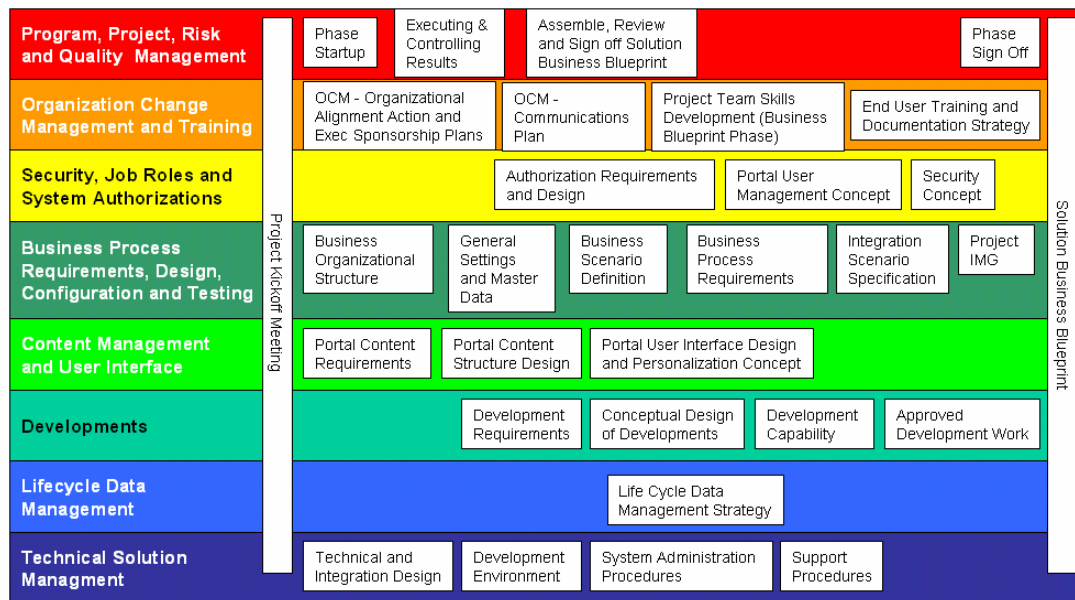 Program, Project, Risk
and Quality Management
Phase
Startup
Executing &
Controlling
Results
Assemble, Review
and Sign off Solution
Business Blueprint
Phase
Sign Off
Organization Change
Management and Training
OCM - Organizational
Alignment Action and
Exec Sponsorship Plans
OCM -
Communications
Plan
Project Team Skills
Development (Business
Blueprint Phase)
End User Training and
Documentation Strategy
Security, Job Roles and
System Authorizations
Authorization Requirements
and Design
Portal User
Management Concept
Security
Concept
Business Process
Requirements, Design,
Configuration and Testing
Business
Organizational
Structure
General
Settings
and Master
Data
Business
Scenario
Definition
Business
Process
Requirements
Integration
Scenario
Specification
Project
IMG
Content Management
and User Interface
Portal Content
Requirements
Portal Content
Structure Design
Portal User Interface Design
and Personalization Concept
Developments
Development
Requirements
Conceptual Design
of Developments
Development
Capability
Approved
Development Work
Lifecycle Data
Management
Life Cycle Data
Management Strategy
Technical Solution
Managment
Technical and
Integration Design
Development
Environment
System Administration
Procedures
Support
Procedures
Project Kickoff Meeting
Solution Business Blueprint